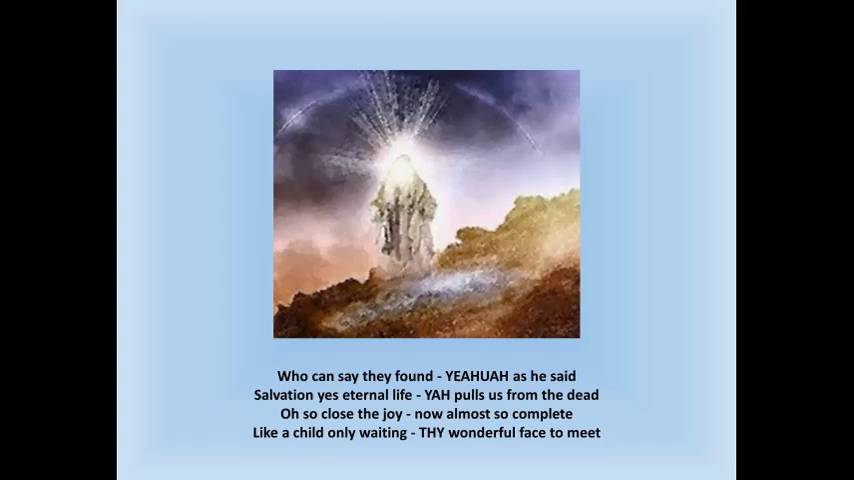 Who can say they found - YEAHUAH as he said
Salvation yes eternal life - YAH pulls us from the dead
Oh so close the joy - now almost so complete
Like a child only waiting - THY wonderful face to meet